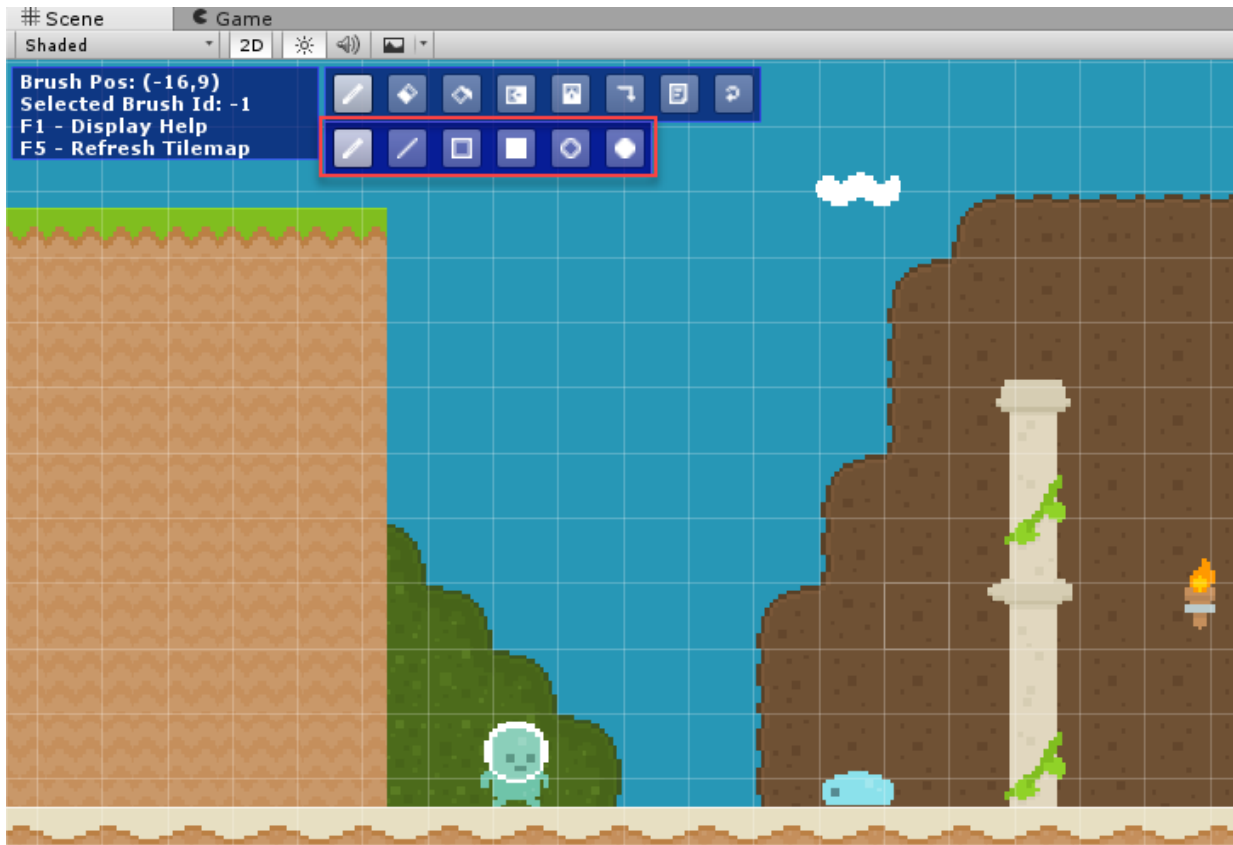 Scene
Game
Shaded
2D
Brush Pos: (-16,9)
Selected Brush Id: -1
F1 - Display Help
F5 - Refresh Tilemap